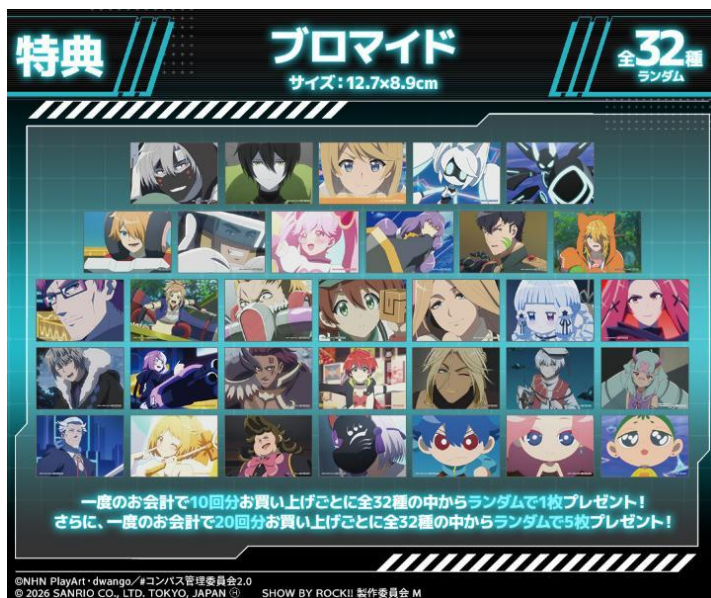 特典
ブロマイド
サイズ：12.7×8.9cm
全32種
ランダム
一度のお会計で10回分お買い上げごとに全32種の中からランダムで1枚プレゼント！
さらに、一度のお会計で20回分お買い上げごとに全32種の中からランダムで5枚プレゼント！
©NHN PlayArt・dwango／#コンパス管理委員会2.0
© 2026 SANRIO CO., LTD. TOKYO, JAPAN Ⓗ SHOW BY ROCK!! 製作委員会 M